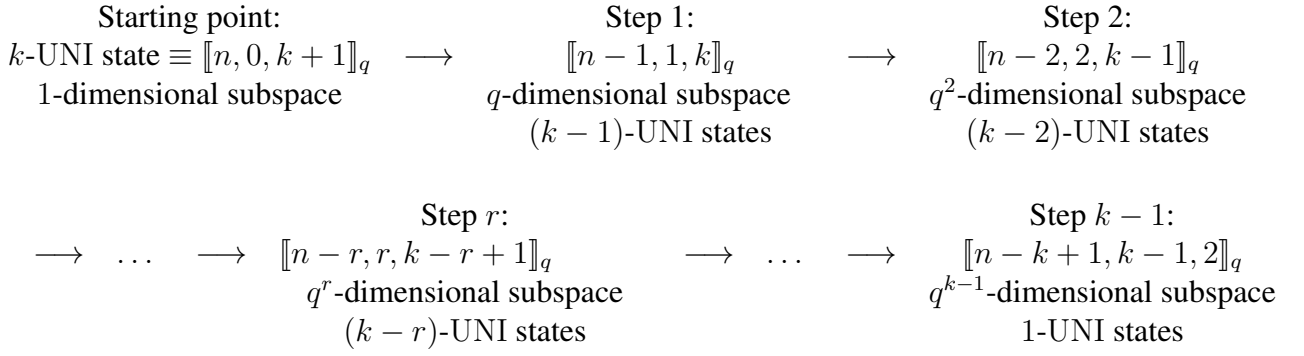 Starting point: Step 1: Step 2:
k-UNI state ≡ ⟦n, 0, k + 1⟧_q ⟶ ⟦n − 1, 1, k⟧_q ⟶ ⟦n − 2, 2, k − 1⟧_q
1-dimensional subspace q-dimensional subspace q^2-dimensional subspace
(k − 1)-UNI states (k − 2)-UNI states
Step r: Step k − 1:
⟶ … ⟶ ⟦n − r, r, k − r + 1⟧_q ⟶ … ⟶ ⟦n − k + 1, k − 1, 2⟧_q
q^r-dimensional subspace q^{k−1}-dimensional subspace
(k − r)-UNI states 1-UNI states